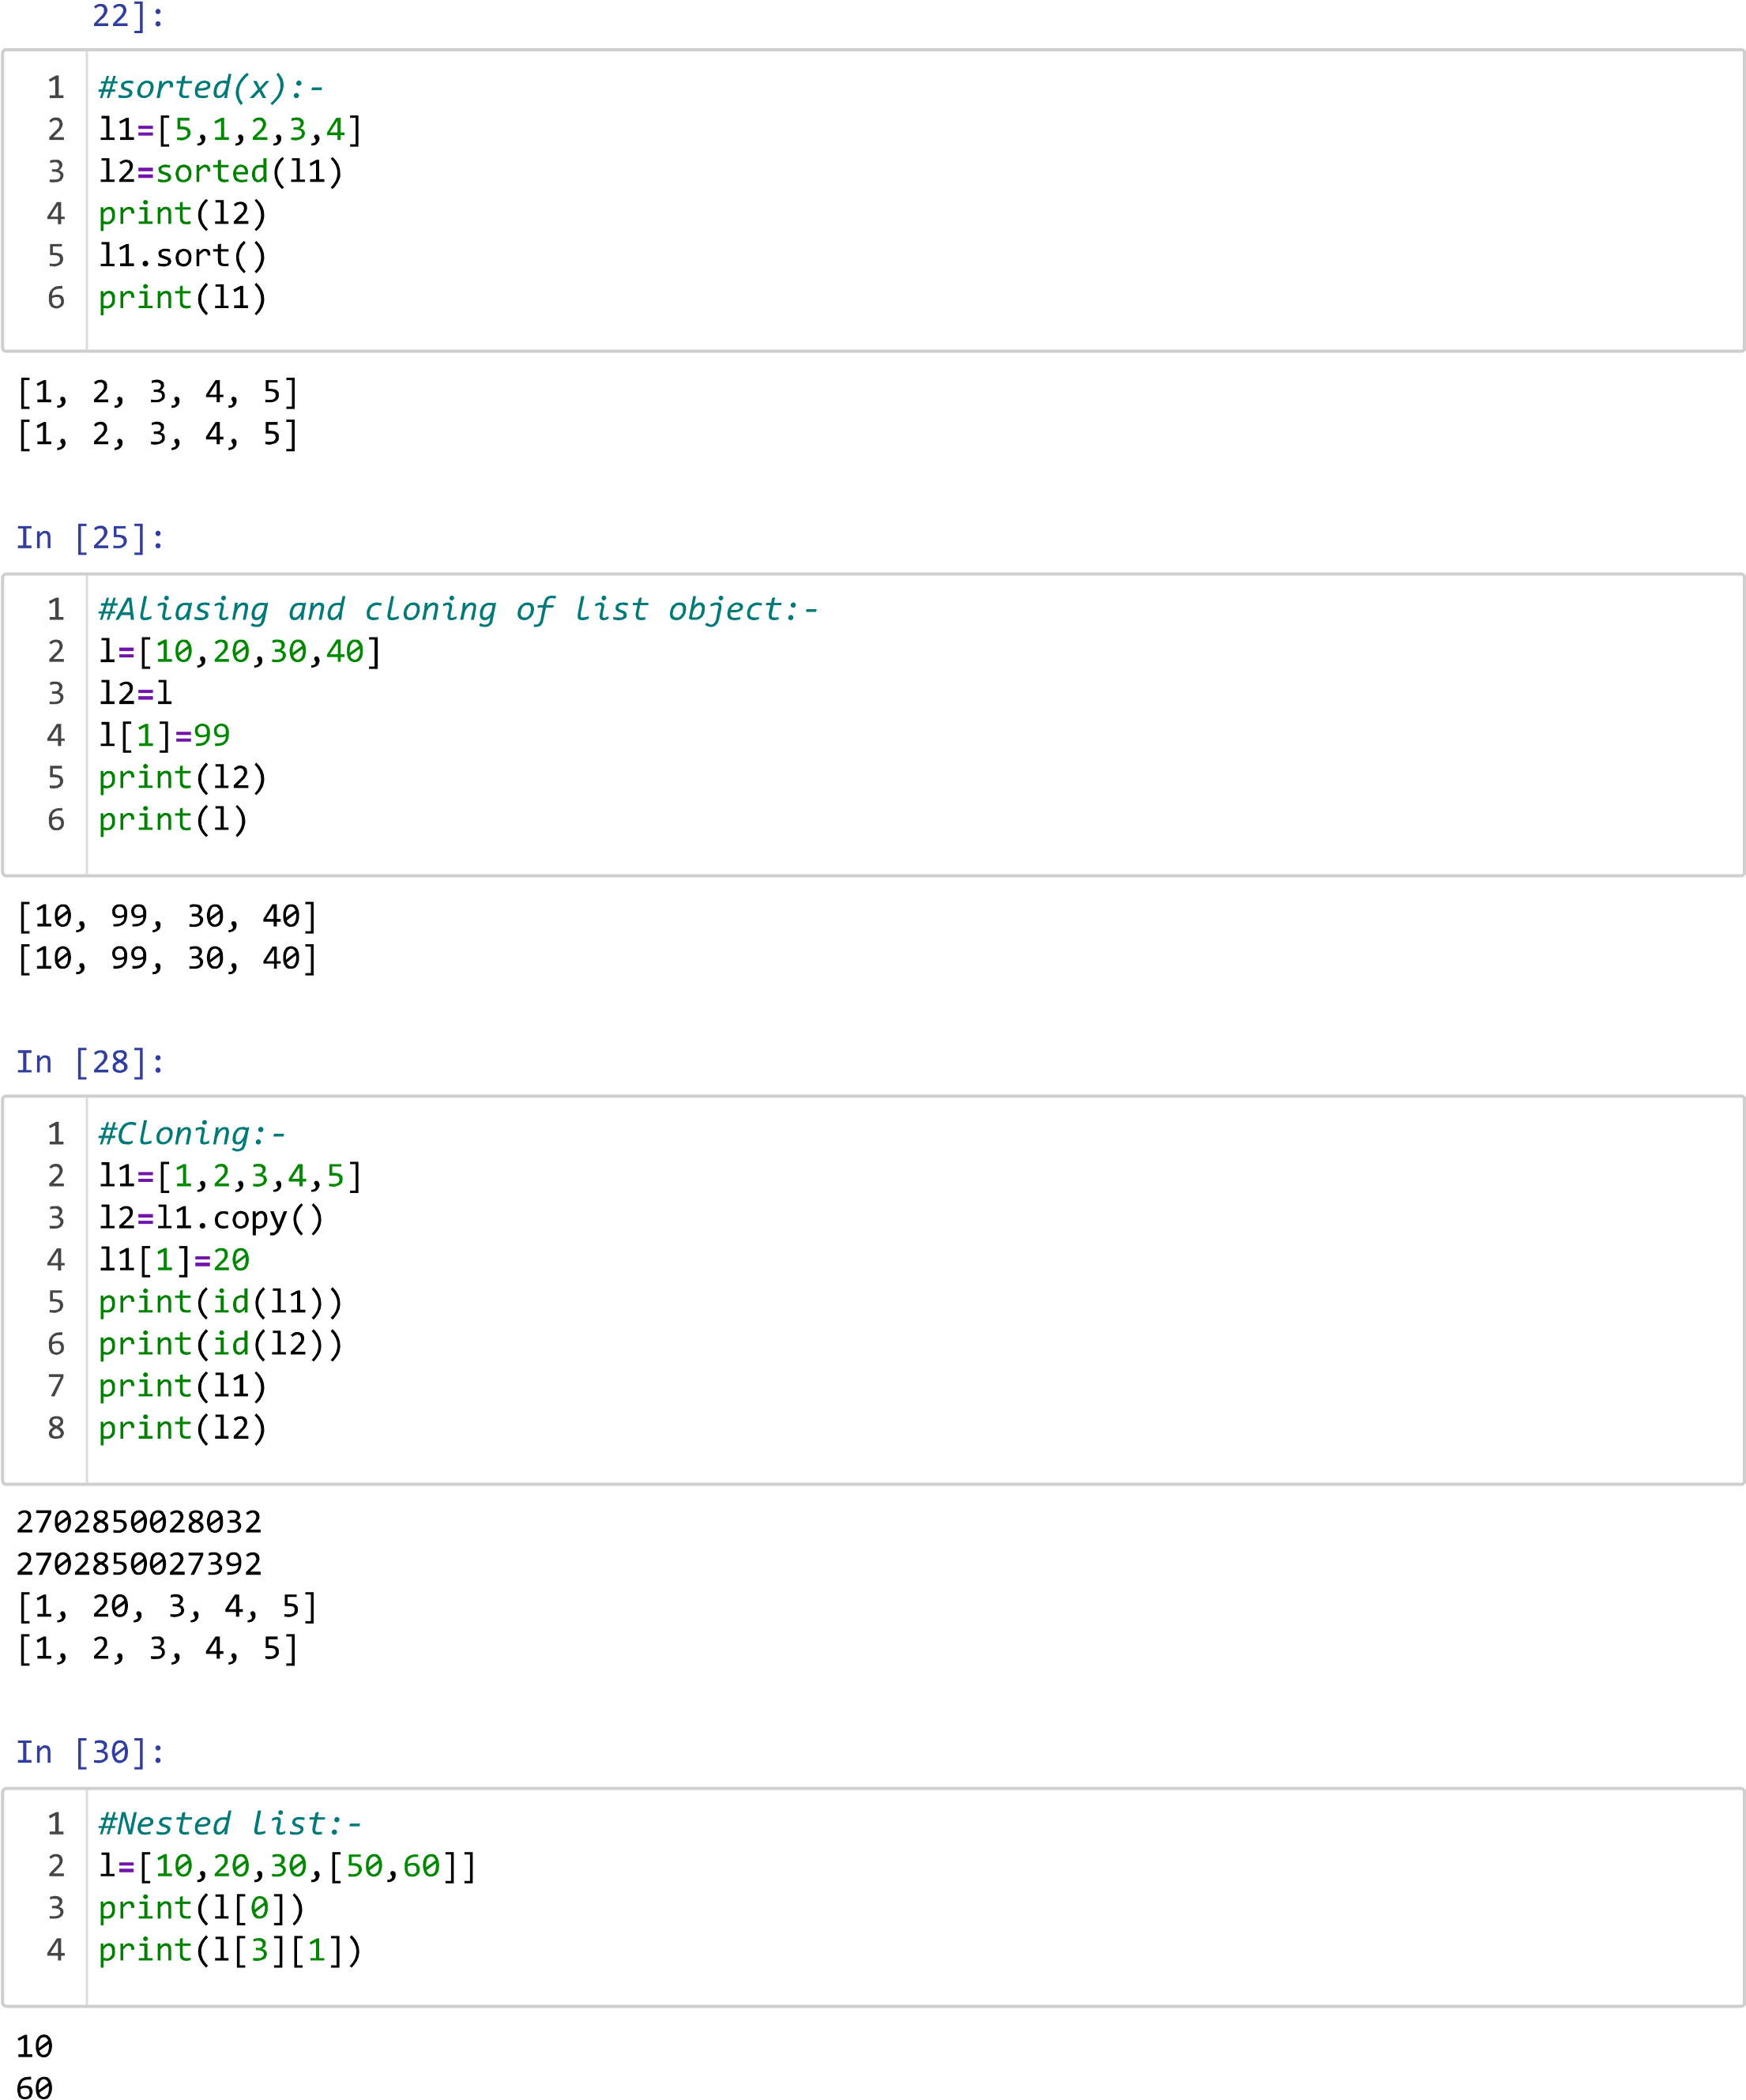 22]:
1 #sorted(x):-
2 l1=[5,1,2,3,4]
3 l2=sorted(l1)
4 print(l2)
5 l1.sort()
6 print(l1)
[1, 2, 3, 4, 5]
[1, 2, 3, 4, 5]
In [25]:
1 #Aliasing and cloning of list object:-
2 l=[10,20,30,40]
3 l2=l
4 l[1]=99
5 print(l2)
6 print(l)
[10, 99, 30, 40]
[10, 99, 30, 40]
In [28]:
1 #Cloning:-
2 l1=[1,2,3,4,5]
3 l2=l1.copy()
4 l1[1]=20
5 print(id(l1))
6 print(id(l2))
7 print(l1)
8 print(l2)
2702850028032
2702850027392
[1, 20, 3, 4, 5]
[1, 2, 3, 4, 5]
In [30]:
1 #Nested list:-
2 l=[10,20,30,[50,60]]
3 print(l[0])
4 print(l[3][1])
10
60